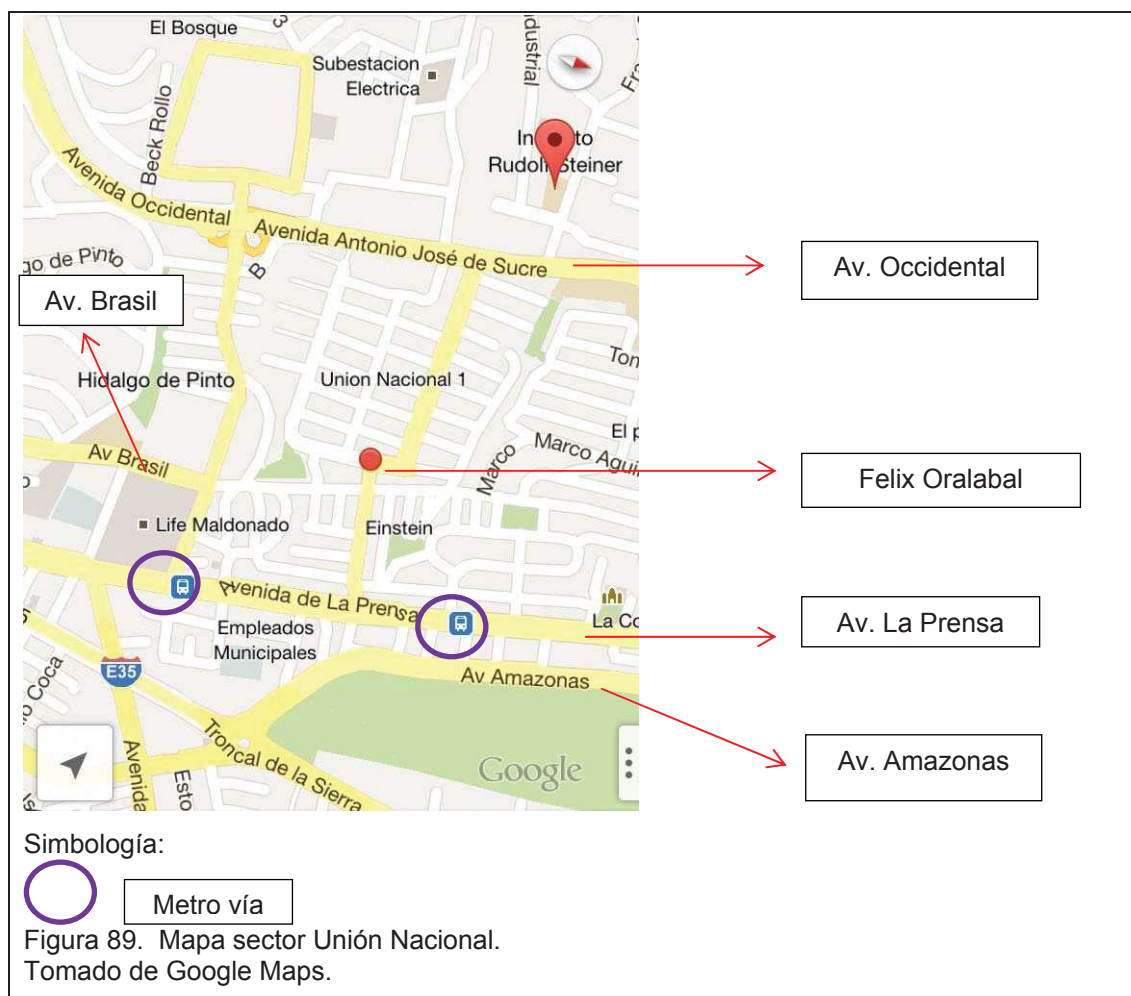 El Bosque
Subestacion
Electrica
Beck Rollo
Rudolf Steiner
Avenida Occidental
Avenida Antonio José de Sucre
go de Pinto
B
Av. Occidental
Av. Brasil
Hidalgo de Pinto
Union Nacional 1
Ton
El p
Marco
Marco Agui
Av Brasil
Felix Oralabal
Life Maldonado
Einstein
Avenida de La Prensa
La Co
Av. La Prensa
Empleados
Municipales
E35
Av Amazonas
Av. Amazonas
o Coca
Avenida
Esto
Troncal de la Sierra
Google
Simbología:
Metro vía
Figura 89. Mapa sector Unión Nacional.
Tomado de Google Maps.